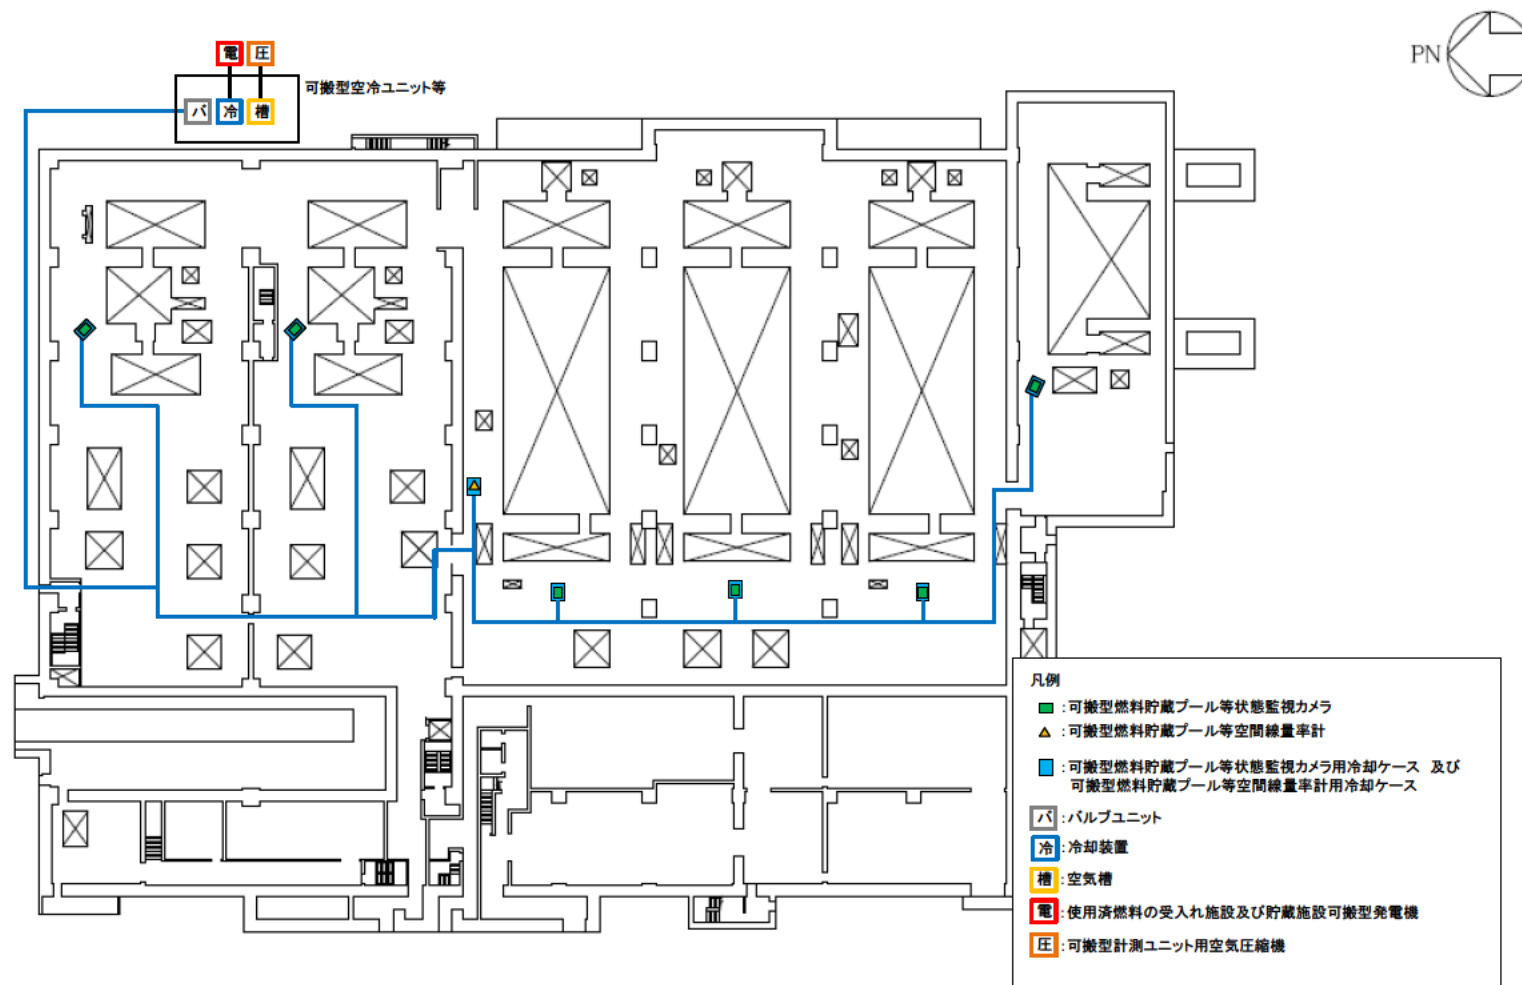 PN
電 圧
可搬型空冷ユニット等
バ 冷 槽
凡例
：可搬型燃料貯蔵プール等状態監視カメラ
：可搬型燃料貯蔵プール等空間線量率計
：可搬型燃料貯蔵プール等状態監視カメラ用冷却ケース 及び
可搬型燃料貯蔵プール等空間線量率計用冷却ケース
バ：バルブユニット
冷：冷却装置
槽：空気槽
電：使用済燃料の受入れ施設及び貯蔵施設可搬型発電機
圧：可搬型計測ユニット用空気圧縮機